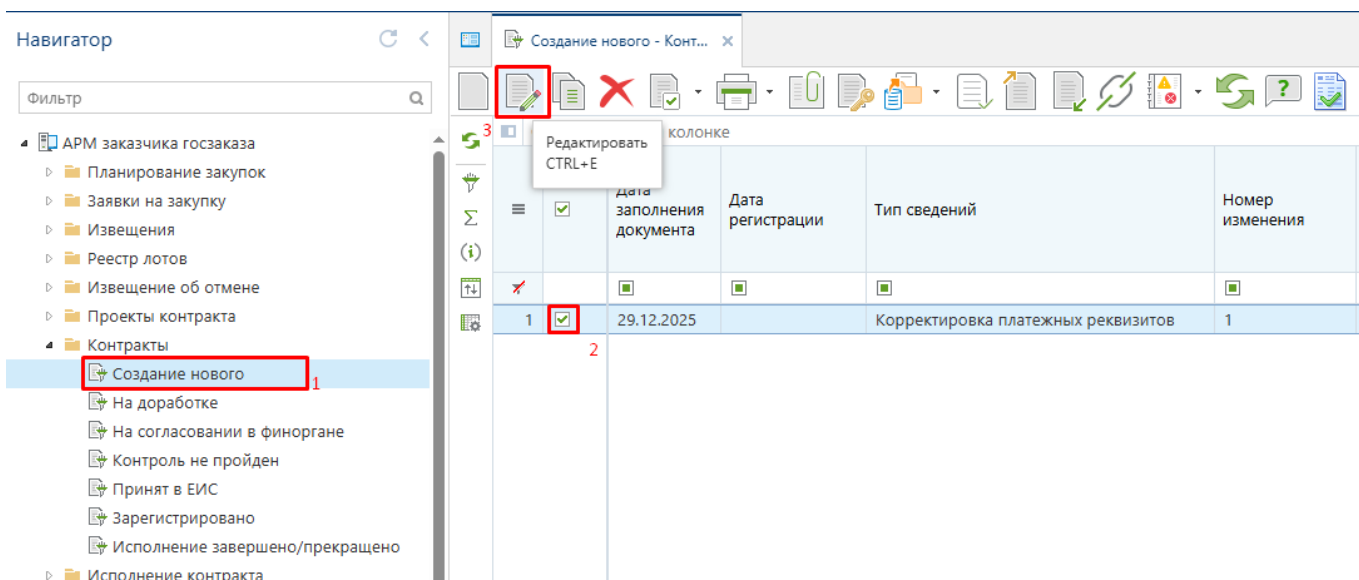 Навигатор
Создание нового - Конт...
Фильтр
3
колонке
Редактировать
CTRL+E
АРМ заказчика госзаказа
Планирование закупок
Заявки на закупку
Извещения
Реестр лотов
Извещение об отмене
Проекты контракта
Контракты
Создание нового
1
На доработке
На согласовании в финоргане
Контроль не пройден
Принят в ЕИС
Зарегистрировано
Исполнение завершено/прекращено
Исполнение контракта
Дата
заполнения
документа
Дата
регистрации
Тип сведений
Номер
изменения
1
29.12.2025
Корректировка платежных реквизитов
1
2